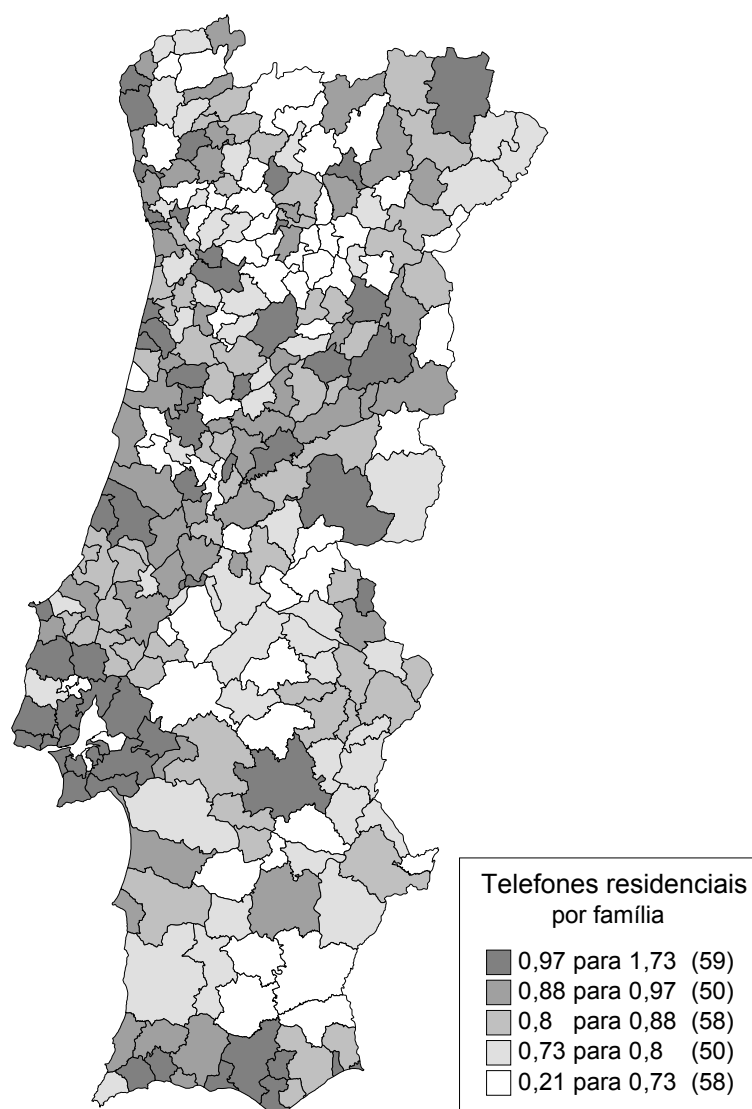 Telefones residenciais
por família
0,97 para 1,73 (59)
0,88 para 0,97 (50)
0,8 para 0,88 (58)
0,73 para 0,8 (50)
0,21 para 0,73 (58)